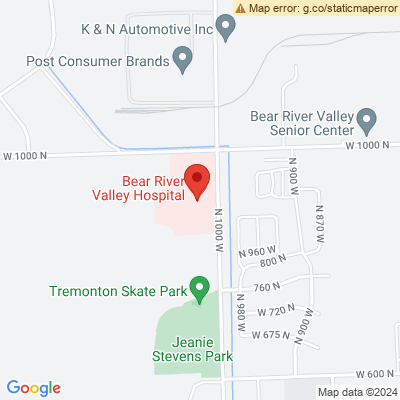 Map error: g.co/staticmaperror
K & N Automotive Inc
Post Consumer Brands
Bear River Valley
Senior Center
W 1000 N
W 1000 N
N 900 W
Bear River
Valley Hospital
N 1000 W
N 870 W
N 960 W
800 N
760 N
Tremonton Skate Park
N 980 W
W 720 N
N 900 W
W 675 N
Jeanie
Stevens Park
W 600 N
Google
Map data ©2024